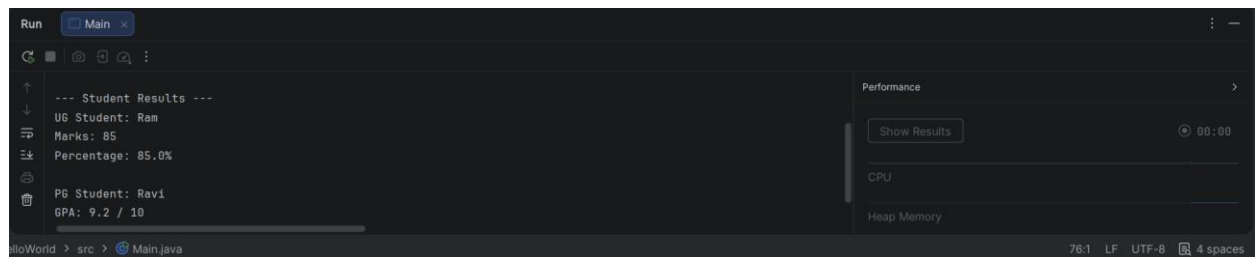 Run
Main
--- Student Results ---
UG Student: Ram
Marks: 85
Percentage: 85.0%
PG Student: Ravi
GPA: 9.2 / 10
Performance
Show Results
00:00
CPU
Heap Memory
elloWorld > src > Main.java
76:1 LF UTF-8 4 spaces